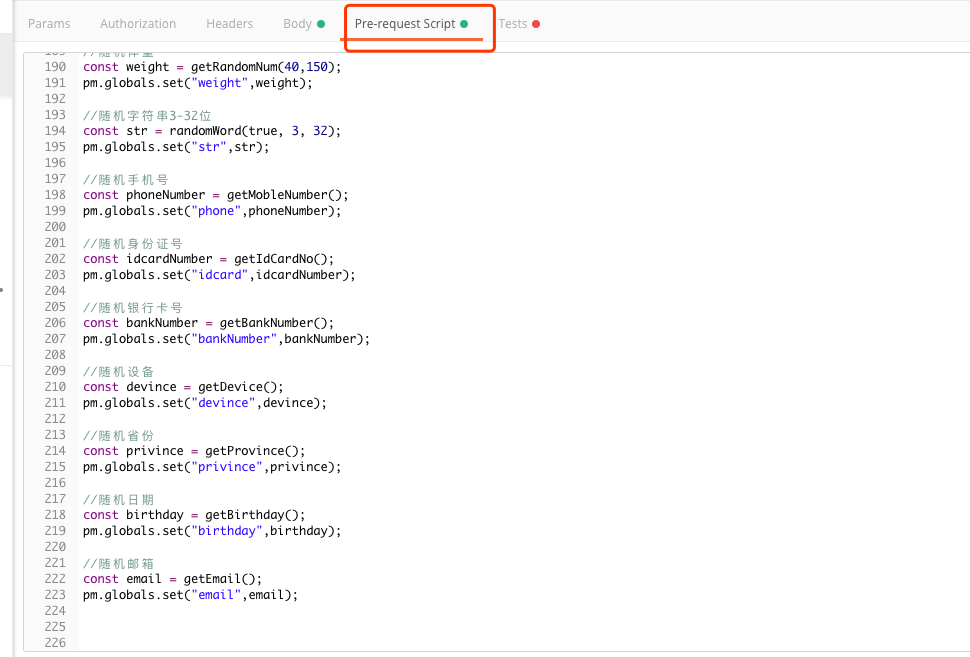 Params Authorization Headers Body Pre-request Script Tests
190 const weight = getRandomNum(40,150);
191 pm.globals.set("weight",weight);
192
193 //随机字符串3-32位
194 const str = randomWord(true, 3, 32);
195 pm.globals.set("str",str);
196
197 //随机手机号
198 const phoneNumber = getMobleNumber();
199 pm.globals.set("phone",phoneNumber);
200
201 //随机身份证号
202 const idcardNumber = getIdCardNo();
203 pm.globals.set("idcard",idcardNumber);
204
205 //随机银行卡号
206 const bankNumber = getBankNumber();
207 pm.globals.set("bankNumber",bankNumber);
208
209 //随机设备
210 const devince = getDevice();
211 pm.globals.set("devince",devince);
212
213 //随机省份
214 const privince = getProvince();
215 pm.globals.set("privince",privince);
216
217 //随机日期
218 const birthday = getBirthday();
219 pm.globals.set("birthday",birthday);
220
221 //随机邮箱
222 const email = getEmail();
223 pm.globals.set("email",email);
224
225
226